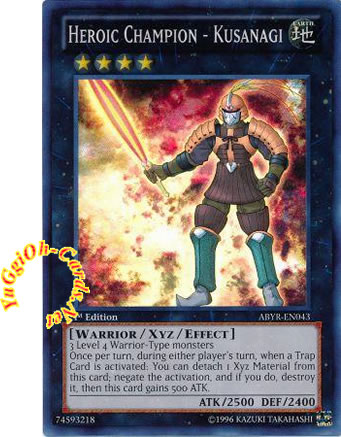 HEROIC CHAMPION - KUSANAGI
EARTH
地
YuGgiOh-Cards.Net
Edition
ABYR-EN043
[WARRIOR/XYZ/EFFECT]
3 Level 4 Warrior-Type monsters
Once per turn, during either player's turn, when a Trap
Card is activated: You can detach 1 Xyz Material from
this card; negate the activation, and if you do, destroy
it, then this card gains 500 ATK.
ATK/2500 DEF/2400
74593218
©1996 KAZUKI TAKAHASHI